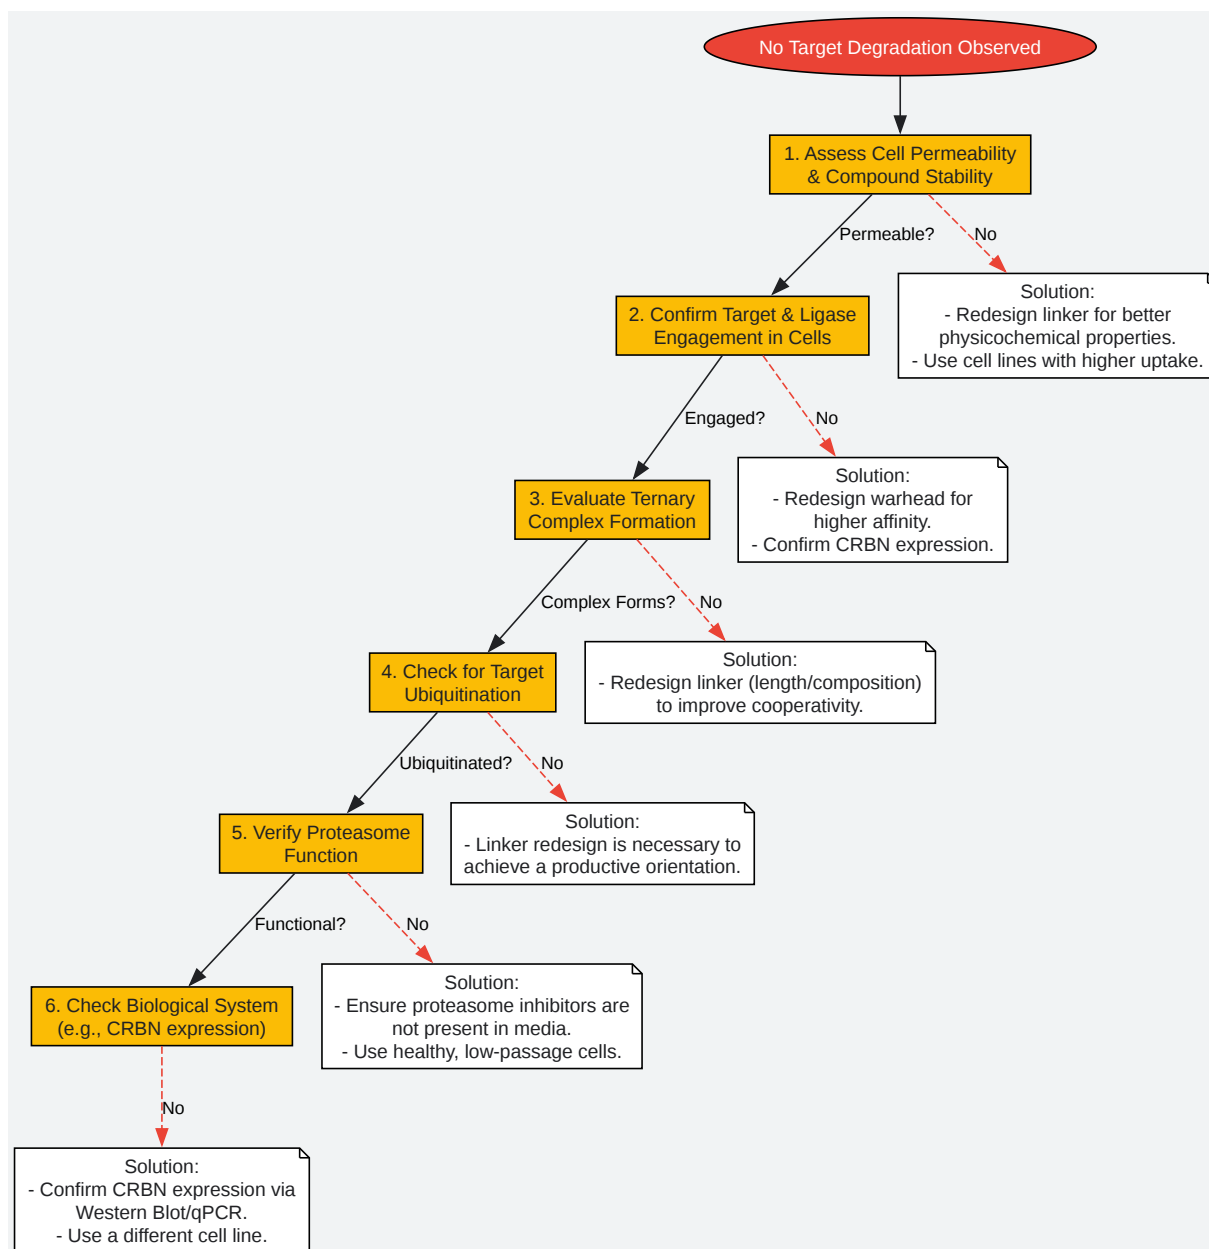 No Target Degradation Observed
1. Assess Cell Permeability
& Compound Stability
Permeable?
No
Solution:
- Redesign linker for better
physicochemical properties.
- Use cell lines with higher uptake.
2. Confirm Target & Ligase
Engagement in Cells
Engaged?
No
Solution:
- Redesign warhead for
higher affinity.
- Confirm CRBN expression.
3. Evaluate Ternary
Complex Formation
Complex Forms?
No
Solution:
- Redesign linker (length/composition)
to improve cooperativity.
4. Check for Target
Ubiquitination
Ubiquitinated?
No
Solution:
- Linker redesign is necessary to
achieve a productive orientation.
5. Verify Proteasome
Function
Functional?
No
Solution:
- Ensure proteasome inhibitors are
not present in media.
- Use healthy, low-passage cells.
6. Check Biological System
(e.g., CRBN expression)
No
Solution:
- Confirm CRBN expression via
Western Blot/qPCR.
- Use a different cell line.